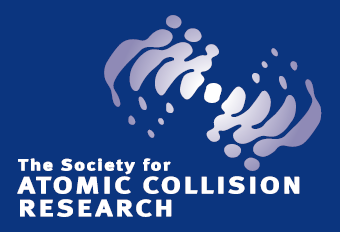 The Society for
ATOMIC COLLISION
RESEARCH